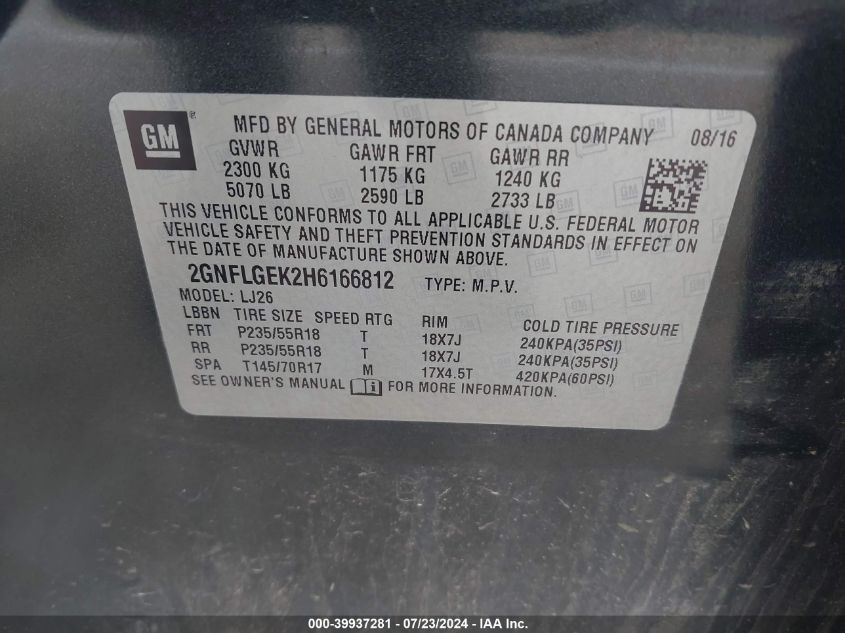 GM ® MFD BY GENERAL MOTORS OF CANADA COMPANY 08/16
GVWR GAWR FRT GAWR RR
2300 KG 1175 KG 1240 KG
5070 LB 2590 LB 2733 LB
THIS VEHICLE CONFORMS TO ALL APPLICABLE U.S. FEDERAL MOTOR
VEHICLE SAFETY AND THEFT PREVENTION STANDARDS IN EFFECT ON
THE DATE OF MANUFACTURE SHOWN ABOVE.
2GNFLGEK2H6166812 TYPE: M.P.V.
MODEL: LJ26
LBBN TIRE SIZE SPEED RTG RIM COLD TIRE PRESSURE
FRT P235/55R18 T 18X7J 240KPA(35PSI)
RR P235/55R18 T 18X7J 240KPA(35PSI)
SPA T145/70R17 M 17X4.5T 420KPA(60PSI)
SEE OWNER'S MANUAL FOR MORE INFORMATION.
000-39937281 - 07/23/2024 - IAA Inc.